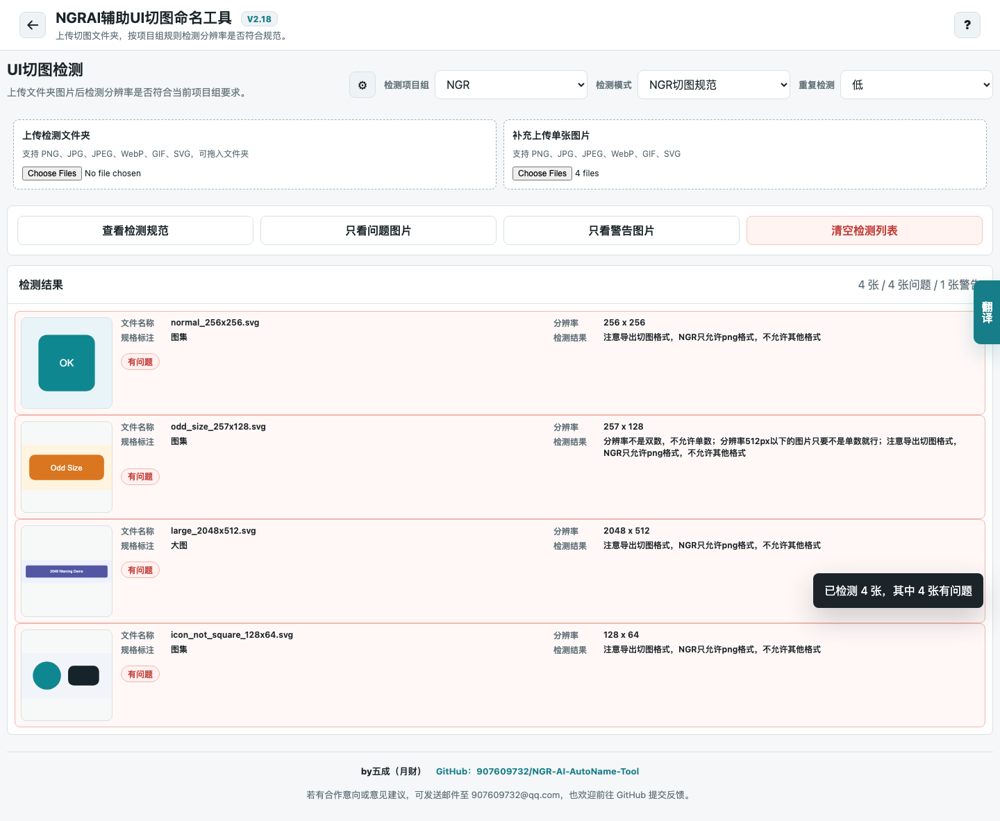 NGRAI辅助UI切图命名工具 V2.18
上传切图文件夹，按项目组规则检测分辨率是否符合规范。
?
UI切图检测
上传文件夹图片后检测分辨率是否符合当前项目组要求。
检测项目组 NGR 检测模式 NGR切图规范 重复检测 低
上传检测文件夹
支持 PNG、JPG、JPEG、WebP、GIF、SVG，可拖入文件夹
Choose Files No file chosen
补充上传单张图片
支持 PNG、JPG、JPEG、WebP、GIF、SVG
Choose Files 4 files
查看检测规范 只看问题图片 只看警告图片 清空检测列表
检测结果 4 张 / 4 张问题 / 1 张警告
翻译
OK
文件名称 normal_256x256.svg 分辨率 256 x 256
规格标注 图集 检测结果 注意导出切图格式，NGR只允许png格式，不允许其他格式
有问题
Odd Size
文件名称 odd_size_257x128.svg 分辨率 257 x 128
规格标注 图集 检测结果 分辨率不是双数，不允许单数；分辨率512px以下的图片只要不是单数就行；注意导出切图格式，
NGR只允许png格式，不允许其他格式
有问题
2048 Warning Demo
文件名称 large_2048x512.svg 分辨率 2048 x 512
规格标注 大图 检测结果 注意导出切图格式，NGR只允许png格式，不允许其他格式
有问题
已检测 4 张，其中 4 张有问题
文件名称 icon_not_square_128x64.svg 分辨率 128 x 64
规格标注 图集 检测结果 注意导出切图格式，NGR只允许png格式，不允许其他格式
有问题
by五成（月财） GitHub：907609732/NGR-AI-AutoName-Tool
若有合作意向或意见建议，可发送邮件至 907609732@qq.com，也欢迎前往 GitHub 提交反馈。